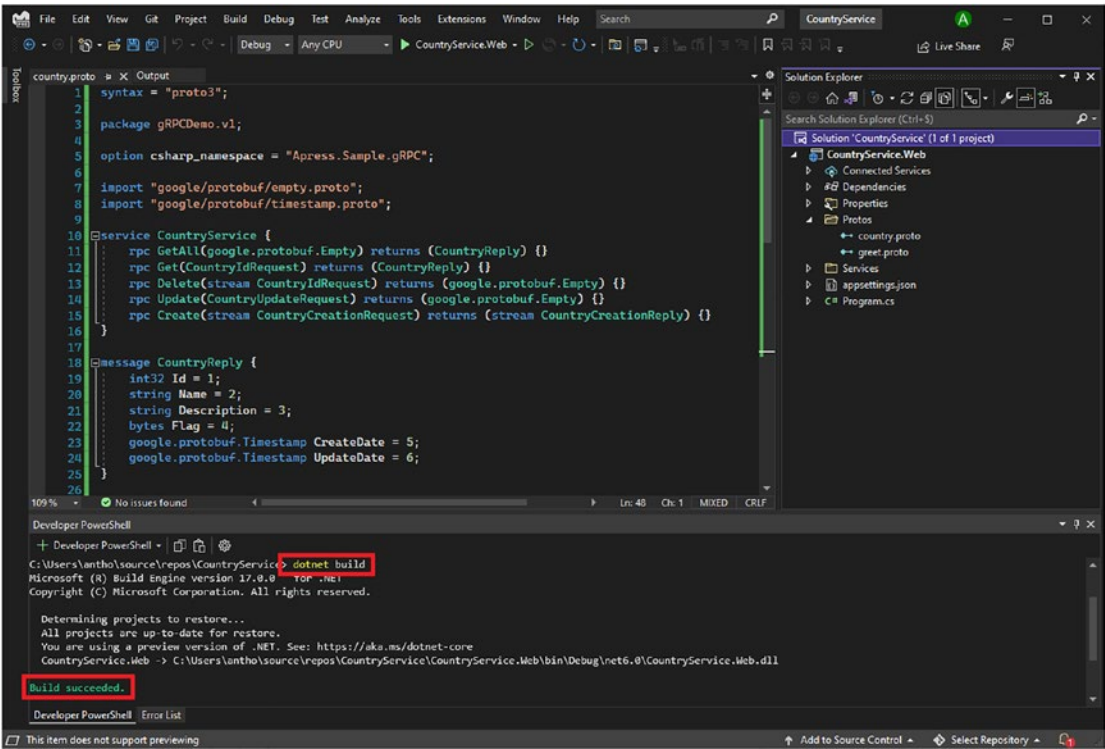 File Edit View Git Project Build Debug Test Analyze Tools Extensions Window Help Search CountryService A
Debug Any CPU CountryService.Web Live Share
Toolbox
country.proto Output
1 syntax = "proto3";
2
3 package gRPCDemo.v1;
4
5 option csharp_namespace = "Apress.Sample.gRPC";
6
7 import "google/protobuf/empty.proto";
8 import "google/protobuf/timestamp.proto";
9
10 service CountryService {
11 rpc GetAll(google.protobuf.Empty) returns (CountryReply) {}
12 rpc Get(CountryIdRequest) returns (CountryReply) {}
13 rpc Delete(stream CountryIdRequest) returns (google.protobuf.Empty) {}
14 rpc Update(CountryUpdateRequest) returns (google.protobuf.Empty) {}
15 rpc Create(stream CountryCreationRequest) returns (stream CountryCreationReply) {}
16 }
17
18 message CountryReply {
19 int32 Id = 1;
20 string Name = 2;
21 string Description = 3;
22 bytes Flag = 4;
23 google.protobuf.Timestamp CreateDate = 5;
24 google.protobuf.Timestamp UpdateDate = 6;
25 }
26
109 % No issues found Ln: 48 Ch: 1 MIXED CRLF
Solution Explorer
Search Solution Explorer (Ctrl+S)
Solution 'CountryService' (1 of 1 project)
CountryService.Web
Connected Services
Dependencies
Properties
Protos
country.proto
greet.proto
Services
appsettings.json
C# Program.cs
Developer PowerShell
+ Developer PowerShell
C:\Users\antho\source\repos\CountryService> dotnet build
Microsoft (R) Build Engine version 17.0.0 for .NET
Copyright (C) Microsoft Corporation. All rights reserved.
Determining projects to restore...
All projects are up-to-date for restore.
You are using a preview version of .NET. See: https://aka.ms/dotnet-core
CountryService.Web -> C:\Users\antho\source\repos\CountryService\CountryService.Web\bin\Debug\net6.0\CountryService.Web.dll
Build succeeded.
Developer PowerShell Error List
This item does not support previewing Add to Source Control Select Repository 1